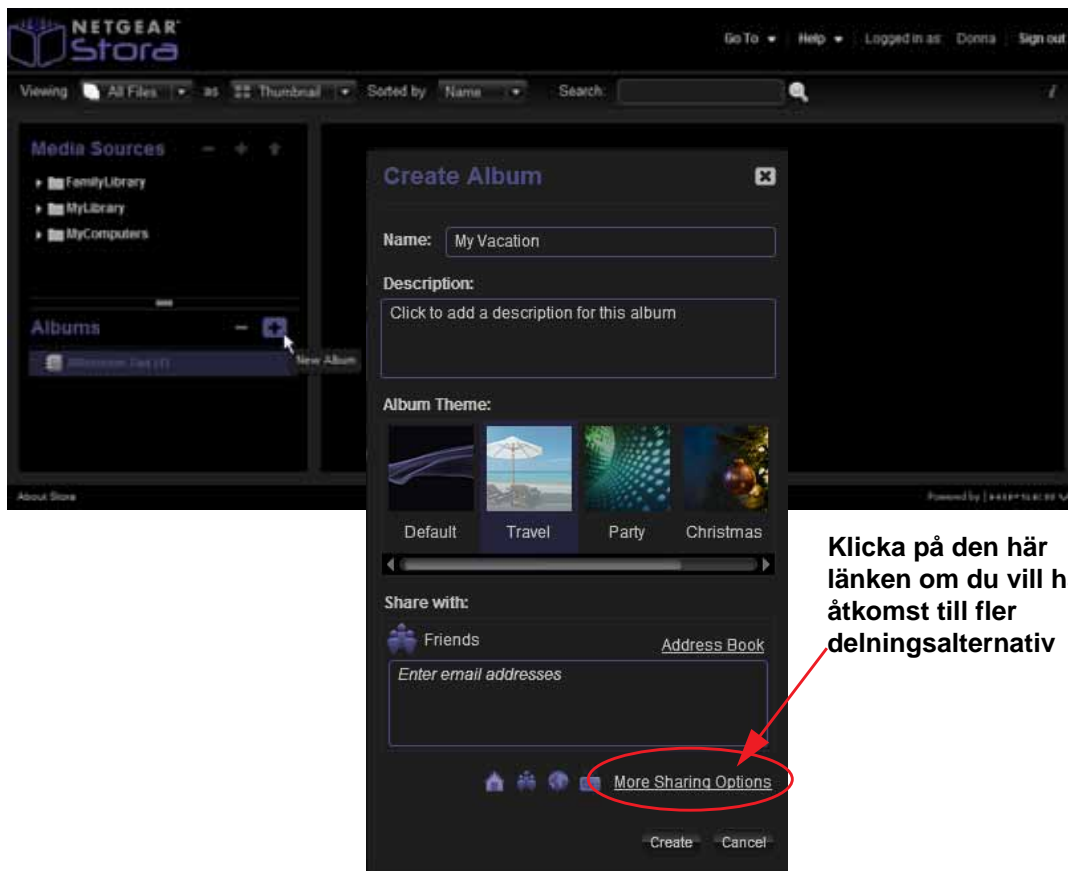 NETGEAR
Stora
Go To Help Logged in as: Donna Sign out
Viewing All Files as Thumbnail Sorted by Name Search:
Media Sources
FamilyLibrary
MyLibrary
MyComputers
Albums
New Album
About Stora
Powered by
Create Album
Name: My Vacation
Description:
Click to add a description for this album
Album Theme:
Default Travel Party Christmas
Share with:
Friends Address Book
Enter email addresses
More Sharing Options
Create Cancel
Klicka på den här
länken om du vill h
åtkomst till fler
delningsalternativ